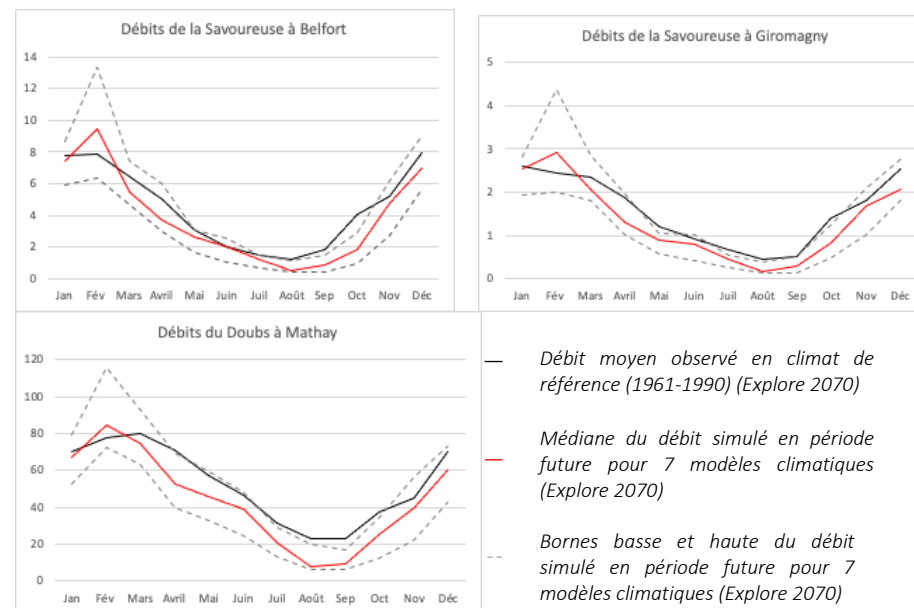 Débits de la Savoureuse à Belfort
14
12
10
8
6
4
2
0
Jan Fév Mars Avril Mai Juin Juil Août Sep Oct Nov Déc
Débits de la Savoureuse à Giromagny
5
4
3
2
1
0
Jan Fév Mars Avril Mai Juin Juil Août Sep Oct Nov Déc
Débits du Doubs à Mathay
120
100
80
60
40
20
0
Jan Fév Mars Avril Mai Juin Juil Août Sep Oct Nov Déc
Débit moyen observé en climat de
référence (1961-1990) (Explore 2070)
Médiane du débit simulé en période
future pour 7 modèles climatiques
(Explore 2070)
Bornes basse et haute du débit
simulé en période future pour 7
modèles climatiques (Explore 2070)